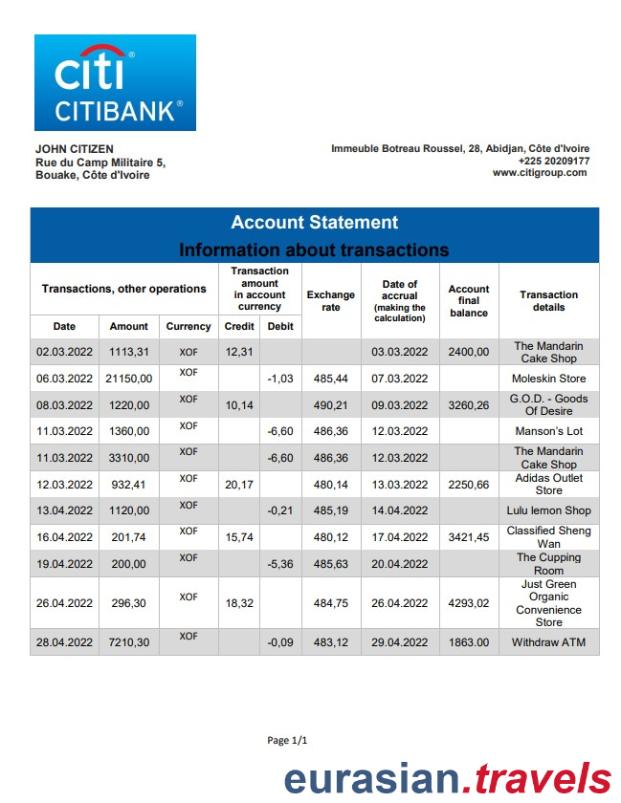 citi®
CITIBANK®
JOHN CITIZEN
Rue du Camp Militaire 5,
Bouake, Côte d'Ivoire
Immeuble Botreau Roussel, 28, Abidjan, Côte d'Ivoire
+225 20209177
www.citigroup.com
Account Statement
Information about transactions
Transactions, other operations
Transaction
amount
in account
currency
Exchange
rate
Date of
accrual
(making the
calculation)
Account
final
balance
Transaction
details
Date Amount Currency Credit Debit
02.03.2022 1113,31 XOF 12,31 03.03.2022 2400,00 The Mandarin
Cake Shop
06.03.2022 21150,00 XOF -1,03 485,44 07.03.2022 Moleskin Store
08.03.2022 1220,00 XOF 10,14 490,21 09.03.2022 3260,26 G.O.D. - Goods
Of Desire
11.03.2022 1360,00 XOF -6,60 486,36 12.03.2022 Manson's Lot
11.03.2022 3310,00 XOF -6,60 486,36 12.03.2022 The Mandarin
Cake Shop
12.03.2022 932,41 XOF 20,17 480,14 13.03.2022 2250,66 Adidas Outlet
Store
13.04.2022 1120,00 XOF -0,21 485,19 14.04.2022 Lulu lemon Shop
16.04.2022 201,74 XOF 15,74 480,12 17.04.2022 3421,45 Classified Sheng
Wan
19.04.2022 200,00 XOF -5,36 485,63 20.04.2022 The Cupping
Room
26.04.2022 296,30 XOF 18,32 484,75 26.04.2022 4293,02 Just Green
Organic
Convenience
Store
28.04.2022 7210,30 XOF -0,09 483,12 29.04.2022 1863.00 Withdraw ATM
Page 1/1
eurasian.travels